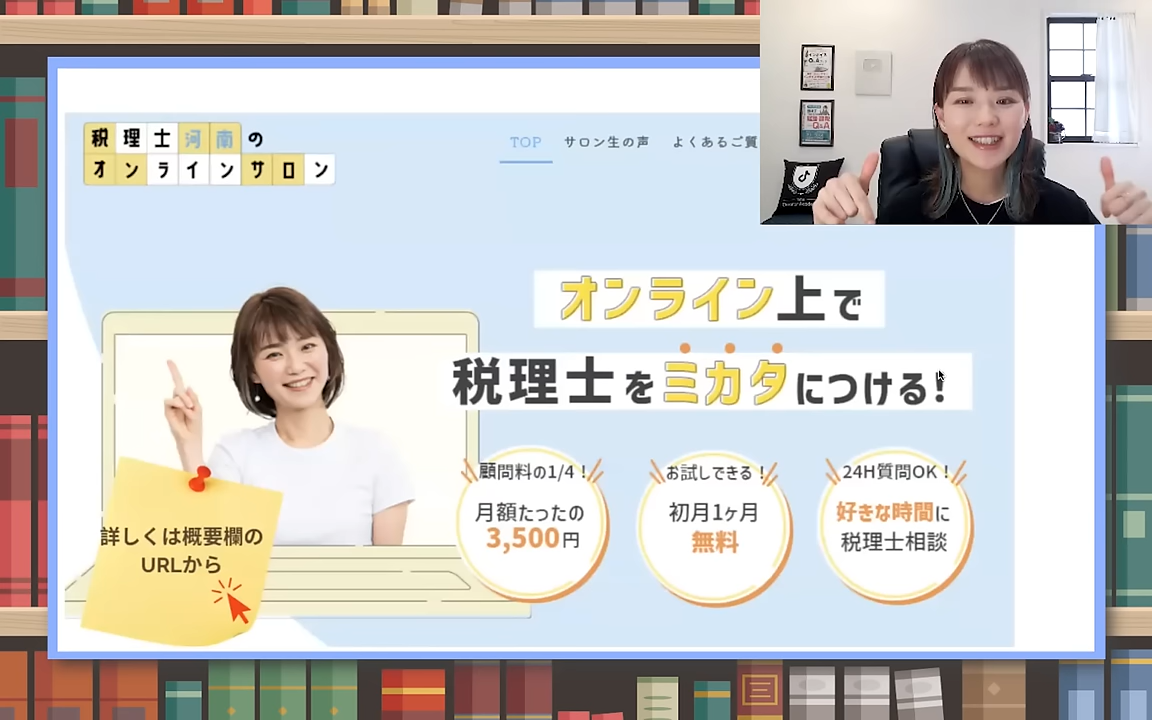 税理士河南の
オンラインサロン
TOP サロン生の声 よくあるご質
オンライン上で
税理士をミカタにつける!
顧問料の1/4!
月額たったの
3,500円
お試しできる!
初月1ヶ月
無料
24H質問OK!
好きな時間に
税理士相談
詳しくは概要欄の
URLから
Q&A